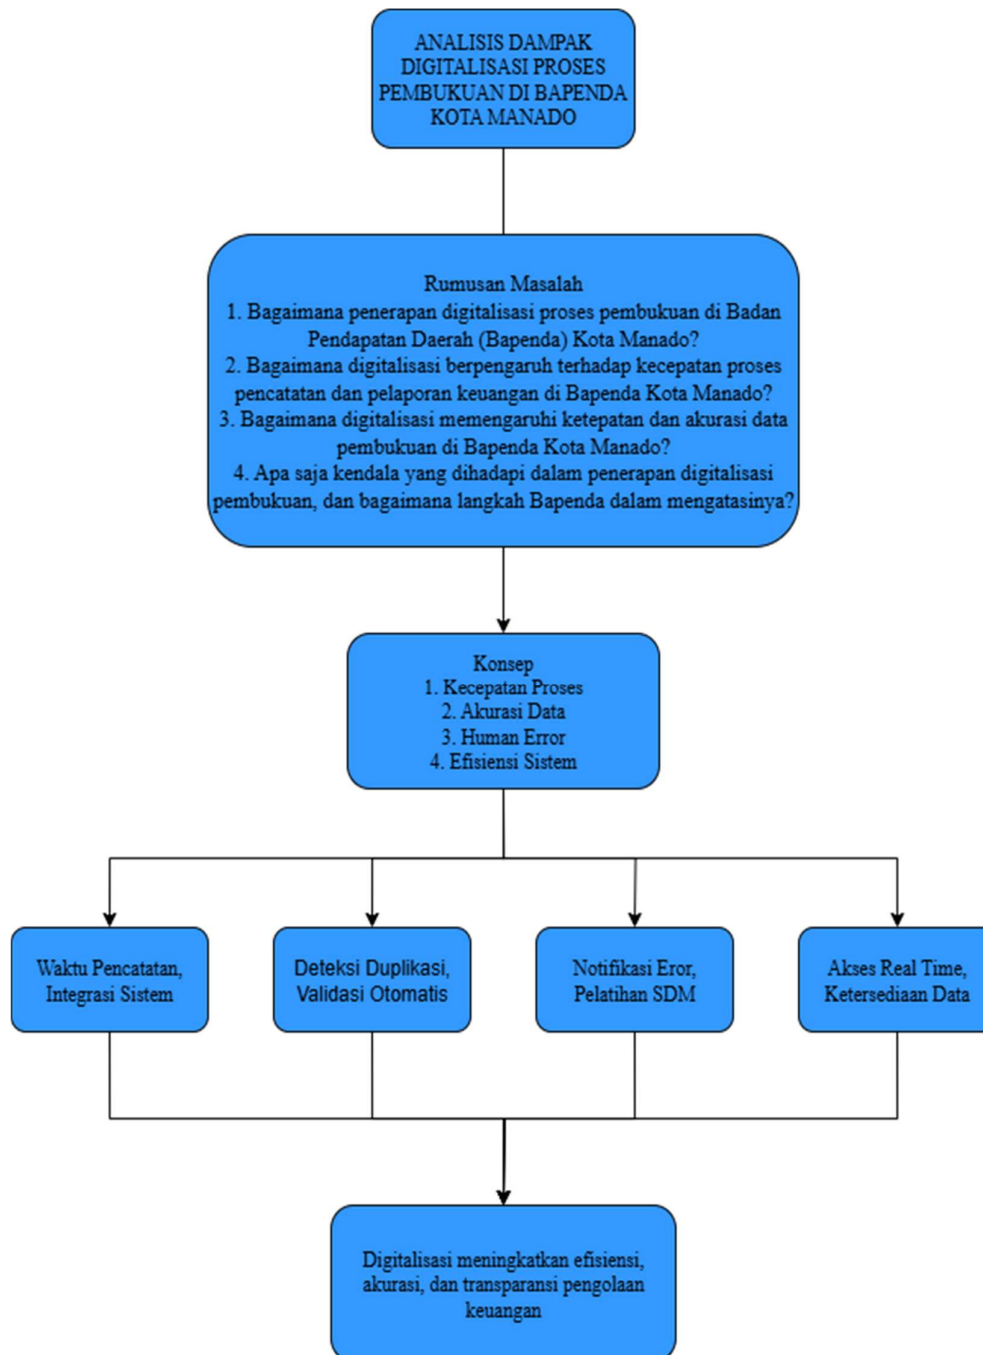 ANALISIS DAMPAK
DIGITALISASI PROSES
PEMBUKUAN DI BAPENDA
KOTA MANADO
Rumusan Masalah
1. Bagaimana penerapan digitalisasi proses pembukuan di Badan
Pendapatan Daerah (Bapenda) Kota Manado?
2. Bagaimana digitalisasi berpengaruh terhadap kecepatan proses
pencatatan dan pelaporan keuangan di Bapenda Kota Manado?
3. Bagaimana digitalisasi memengaruhi ketepatan dan akurasi data
pembukuan di Bapenda Kota Manado?
4. Apa saja kendala yang dihadapi dalam penerapan digitalisasi
pembukuan, dan bagaimana langkah Bapenda dalam mengatasinya?
Konsep
1. Kecepatan Proses
2. Akurasi Data
3. Human Error
4. Efisiensi Sistem
Waktu Pencatatan,
Integrasi Sistem
Deteksi Duplikasi,
Validasi Otomatis
Notifikasi Eror,
Pelatihan SDM
Akses Real Time,
Ketersediaan Data
Digitalisasi meningkatkan efisiensi,
akurasi, dan transparansi pengolaan
keuangan